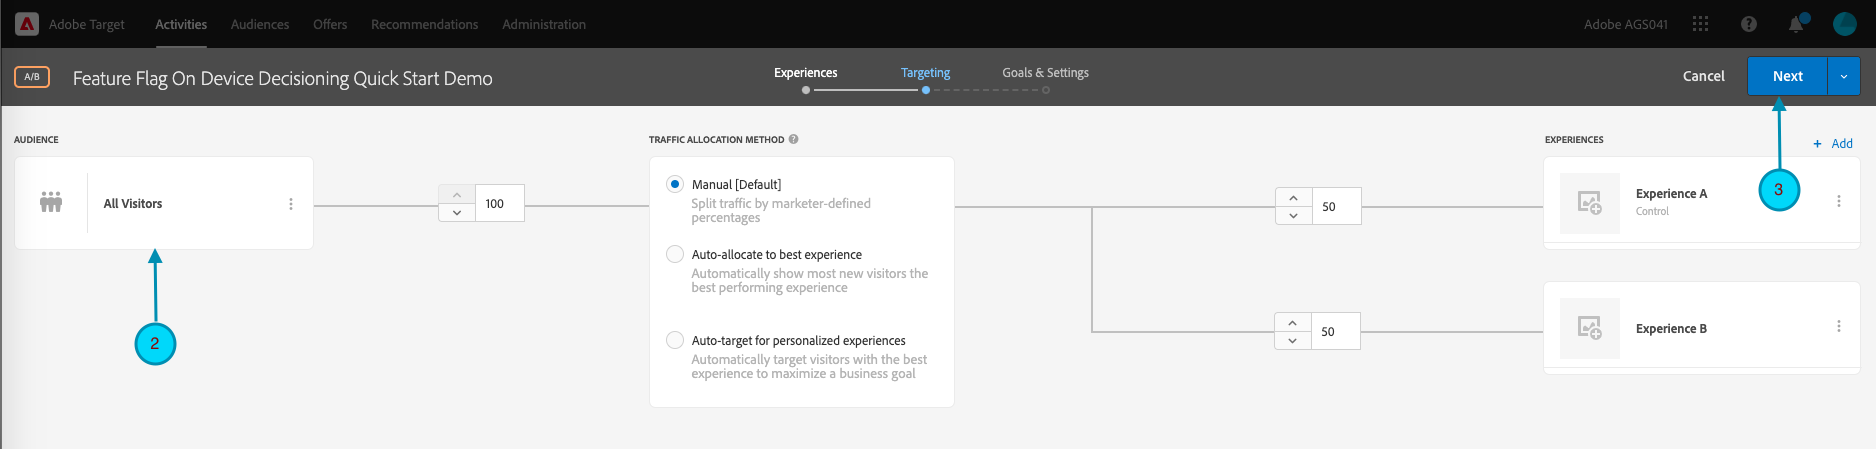 Adobe Target
Activities
Audiences
Offers
Recommendations
Administration
Adobe AGS041
A/B
Feature Flag On Device Decisioning Quick Start Demo
Experiences
Targeting
Goals & Settings
Cancel
Next
AUDIENCE
TRAFFIC ALLOCATION METHOD
EXPERIENCES
+ Add
All Visitors
100
Manual [Default]
Split traffic by marketer-defined
percentages
Auto-allocate to best experience
Automatically show most new visitors the
best performing experience
Auto-target for personalized experiences
Automatically target visitors with the best
experience to maximize a business goal
50
Experience A
Control
3
50
Experience B
2